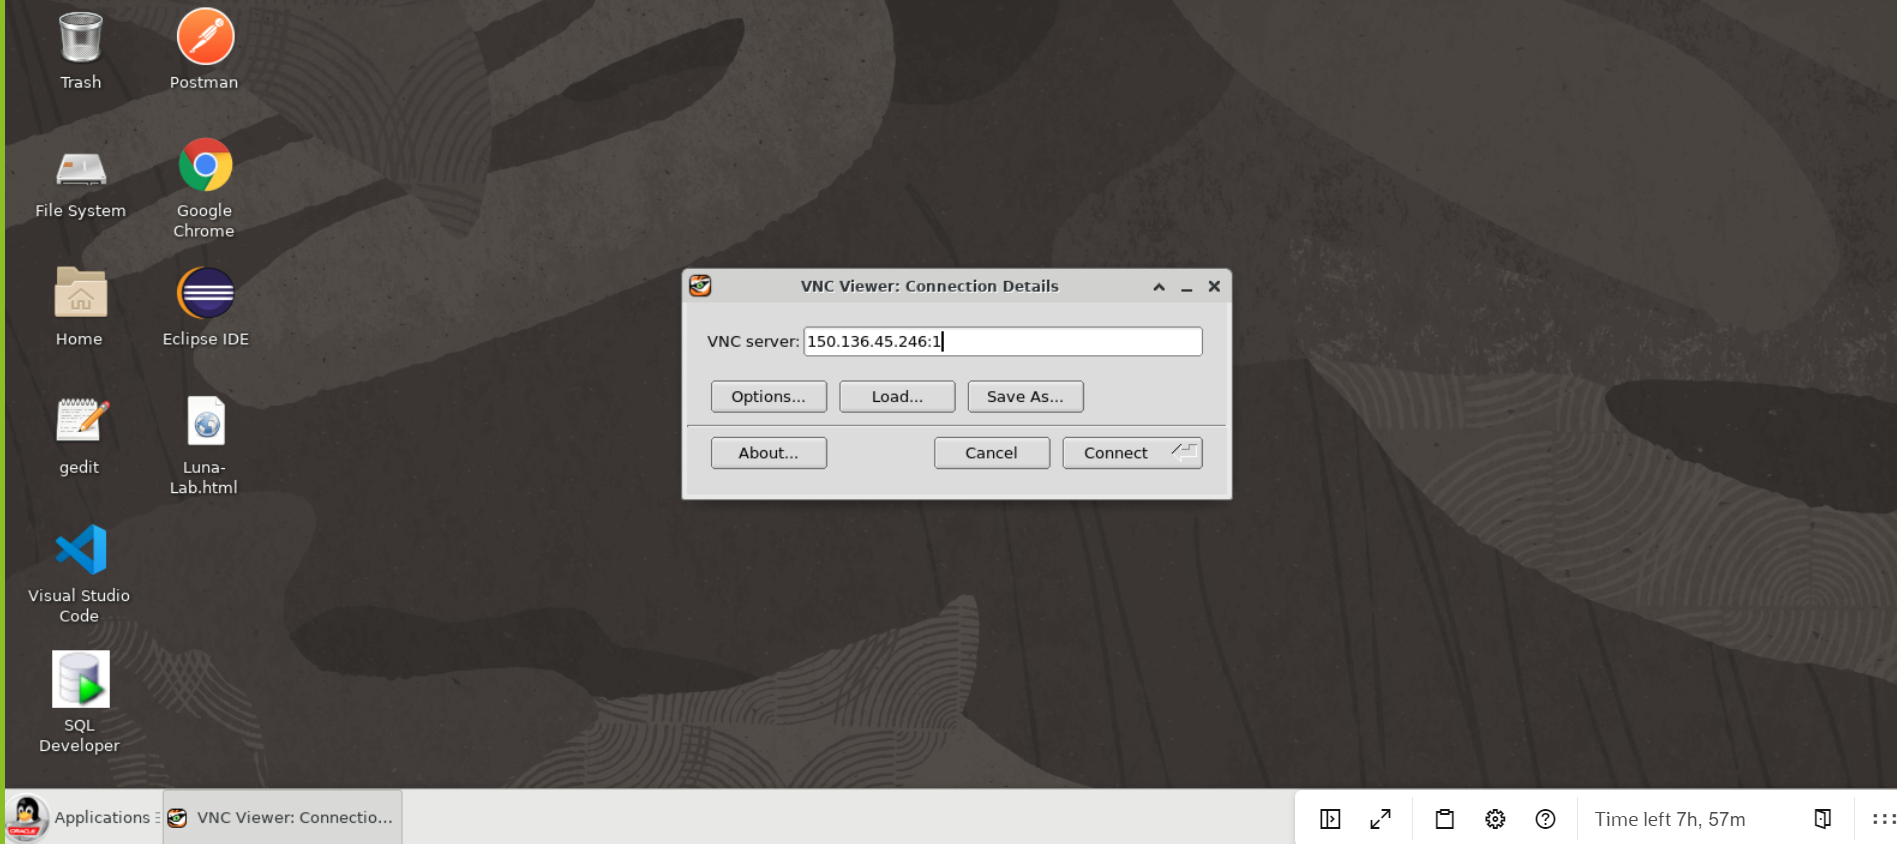 Trash
Postman
File System
Google
Chrome
Home
Eclipse IDE
gedit
Luna-
Lab.html
Visual Studio
Code
SQL
Developer
VNC Viewer: Connection Details
VNC server: 150.136.45.246:1
Options... Load... Save As...
About... Cancel Connect
ORACLE
Applications
VNC Viewer: Connectio...
Time left 7h, 57m